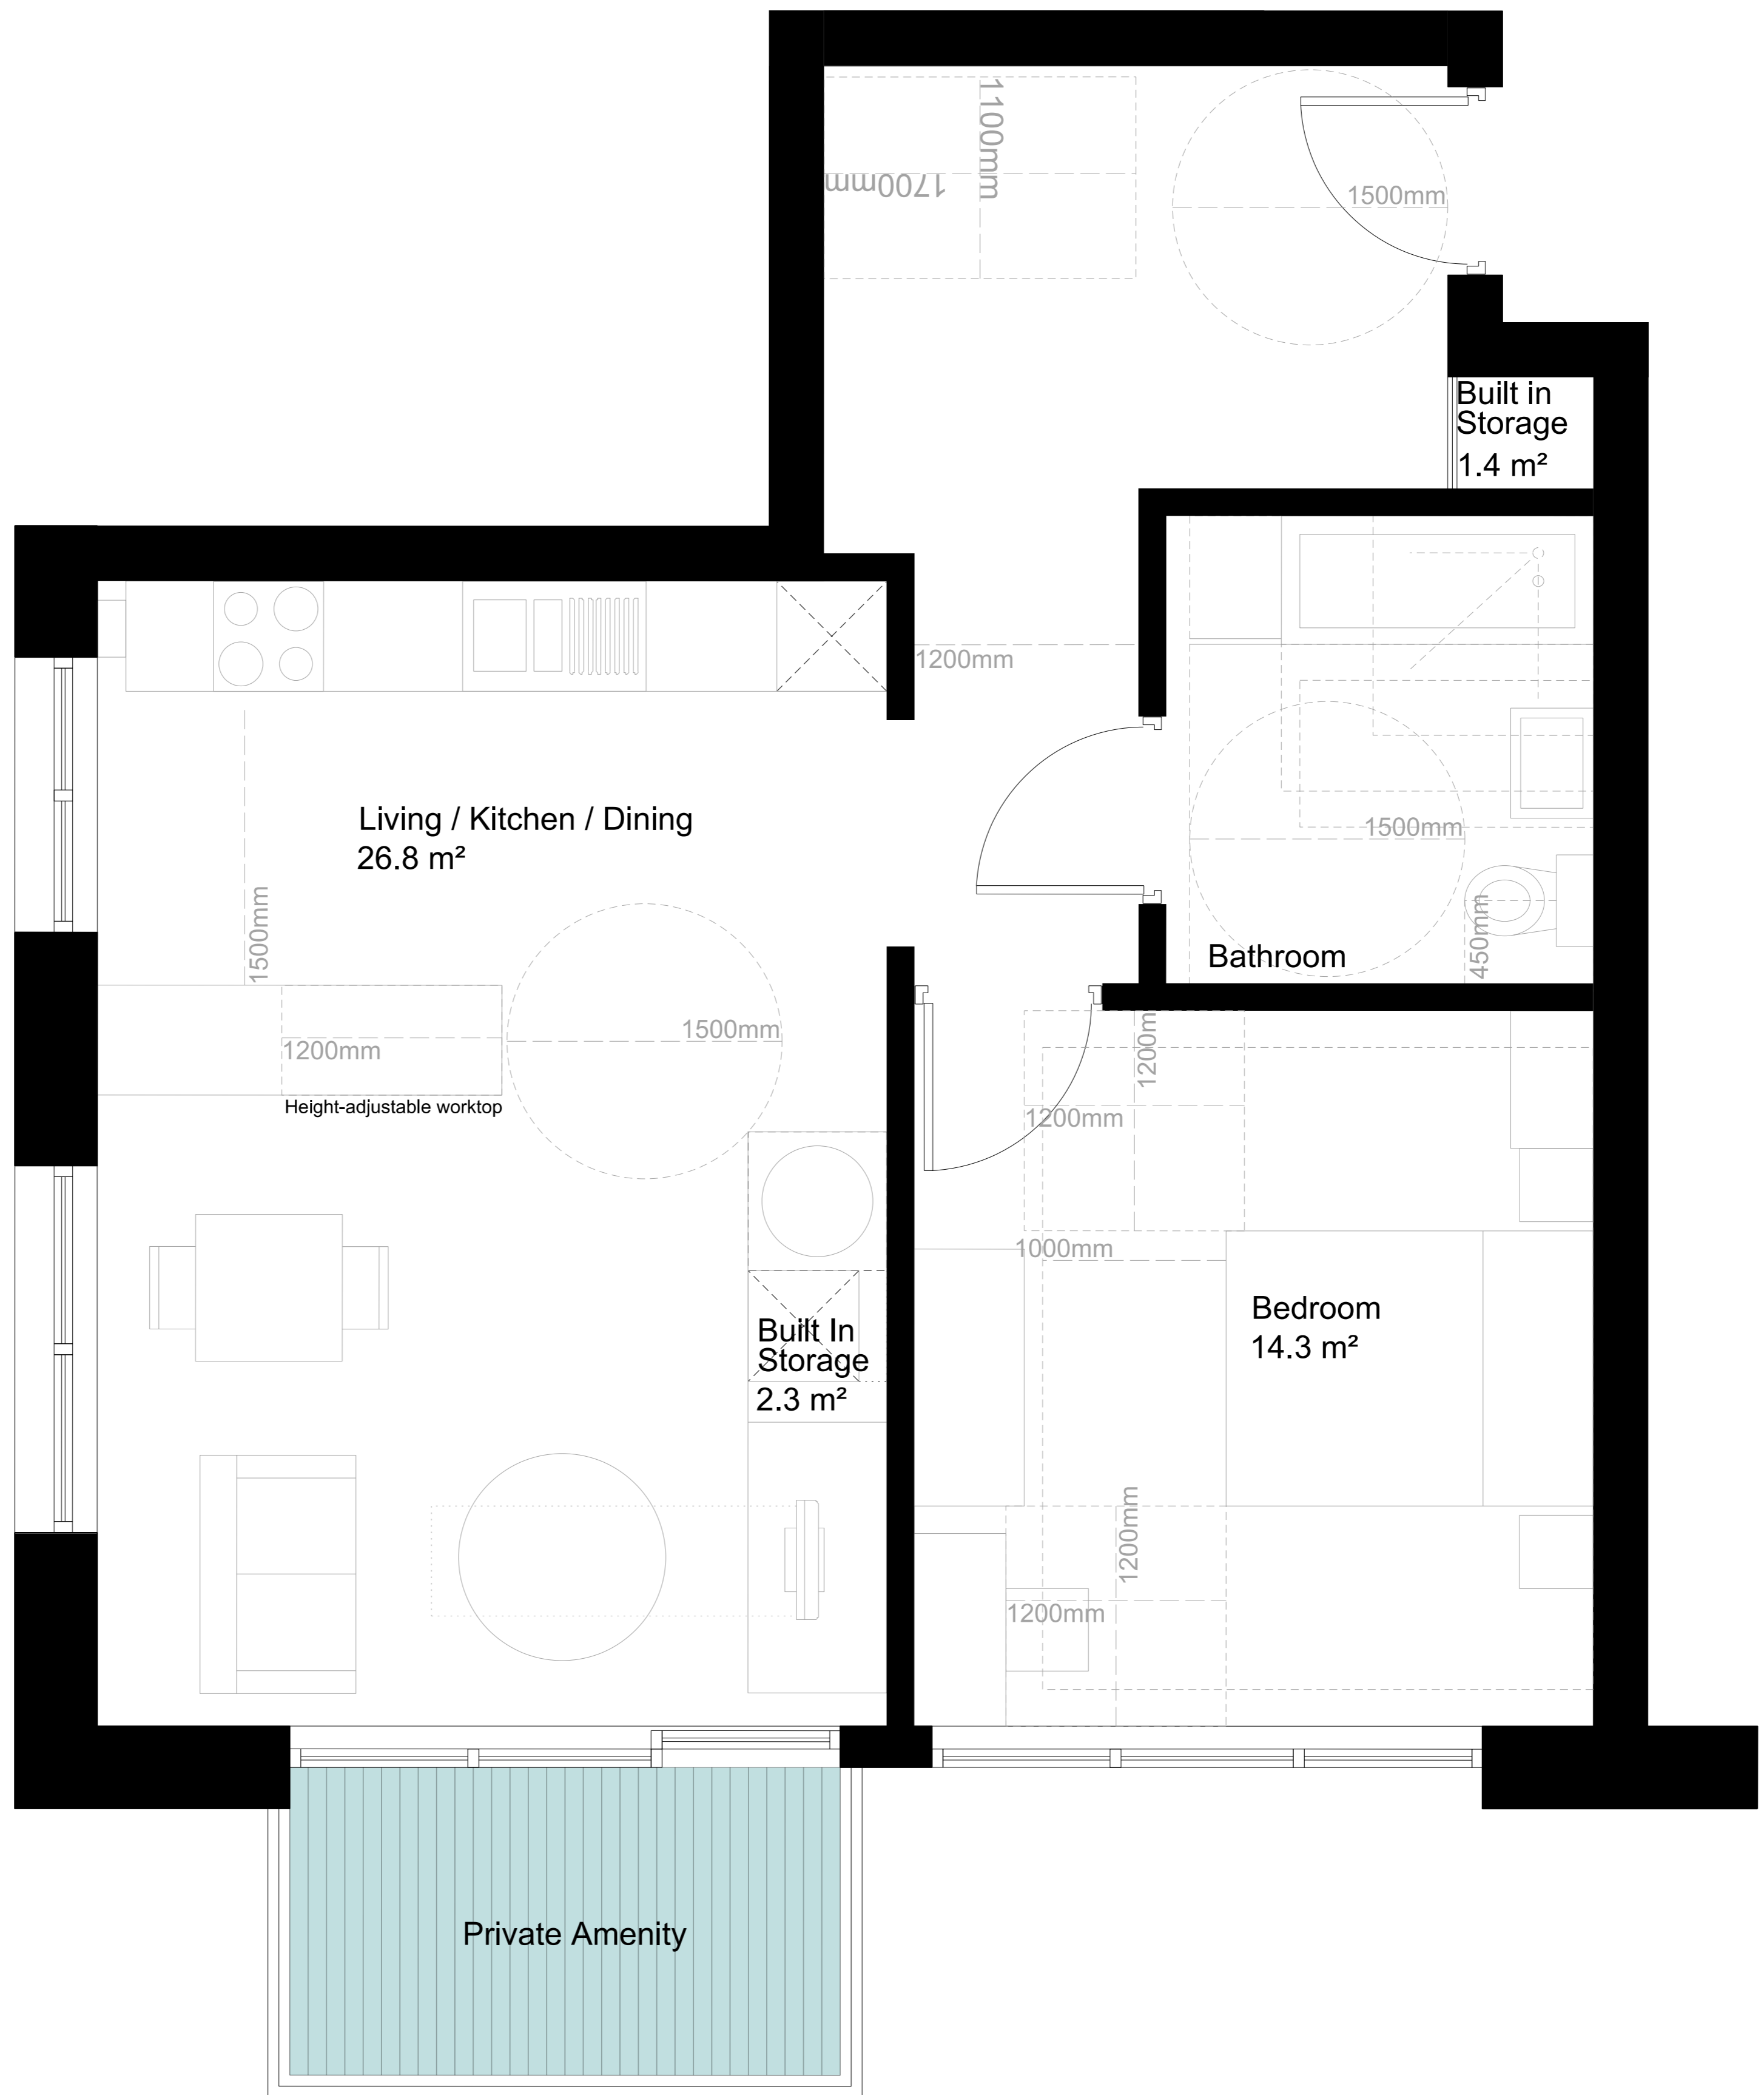 1100mm
1700mm
1500mm
Built in
Storage
1.4 m²
1200mm
Living / Kitchen / Dining
26.8 m²
1500mm
1500mm
450mm
Bathroom
1500mm
1200mm
1200mm
Height-adjustable worktop
1200mm
1000mm
Bedroom
14.3 m²
Built In
Storage
2.3 m²
1200mm
1200mm
Private Amenity